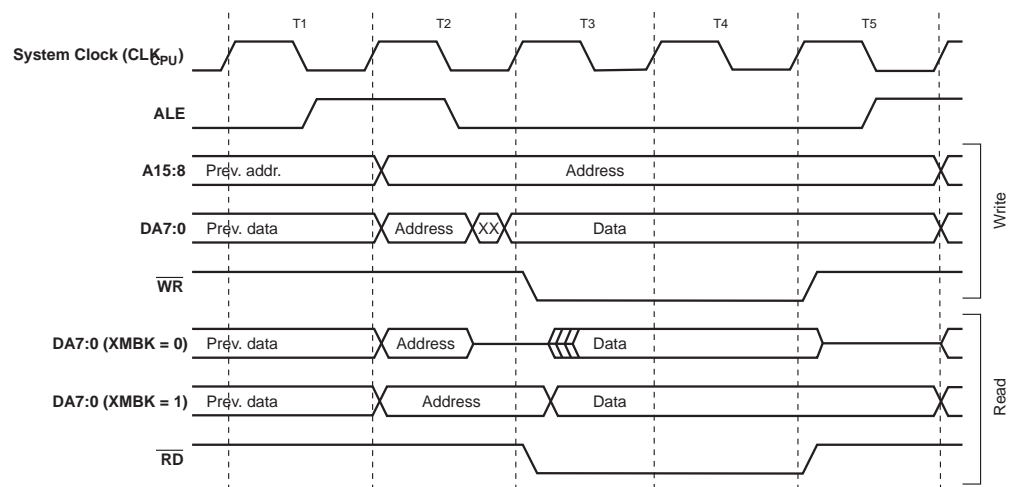 T1 T2 T3 T4 T5
System Clock (CLKCPU)
ALE
A15:8 Prev. addr. Address
DA7:0 Prev. data Address XX Data
WR
Write
DA7:0 (XMBK = 0) Prev. data Address Data
DA7:0 (XMBK = 1) Prev. data Address Data
RD
Read